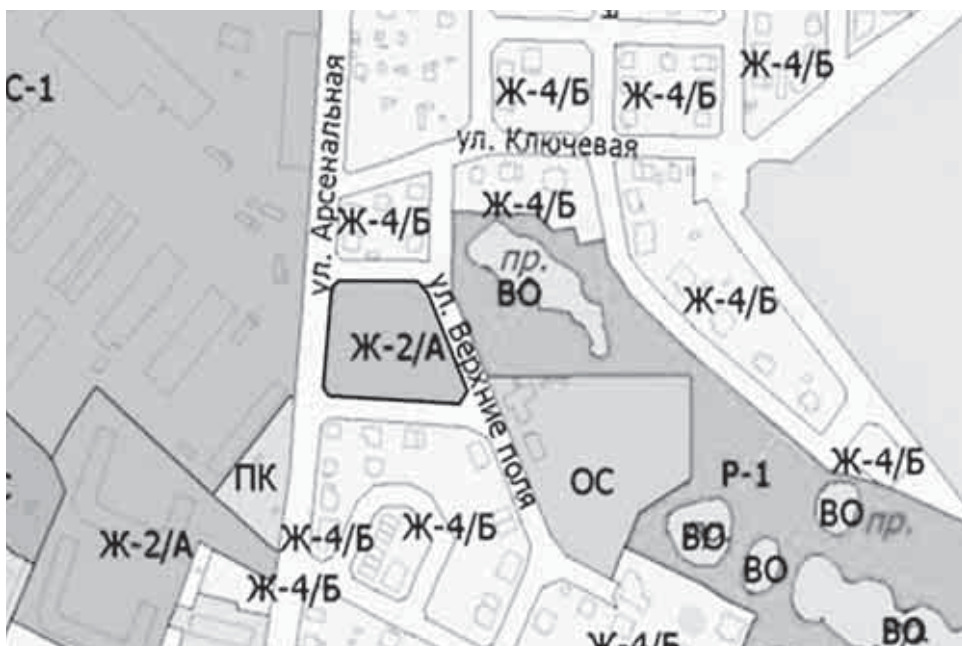 С-1
ул. Арсенальная
Ж-4/Б
Ж-4/Б
Ж-4/Б
ул. Ключевая
Ж-4/Б
Ж-4/Б
пр.
ВО
Ж-4/Б
ул. Верхние поля
Ж-2/А
ПК
ОС
Р-1
Ж-4/Б
ВО
ВО
пр.
ВО
Ж-2/А
Ж-4/Б
Ж-4/Б
Ж-4/Б
Ж-4/Б
ВО